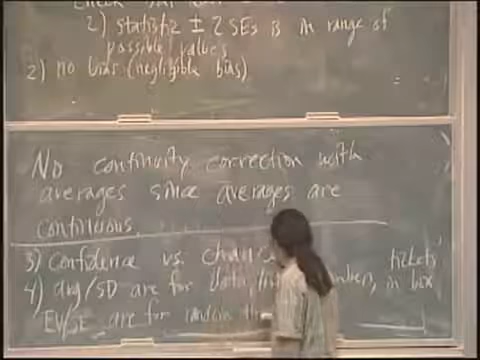 check
2) statistic ± 2 SEs is in range of
possible values
2) no bias (negligible bias)
No continuity correction with
averages since averages are
continuous.
3) Confidence vs. chance
4) avg/SD are for data, tickets in box
EV/SE are for random